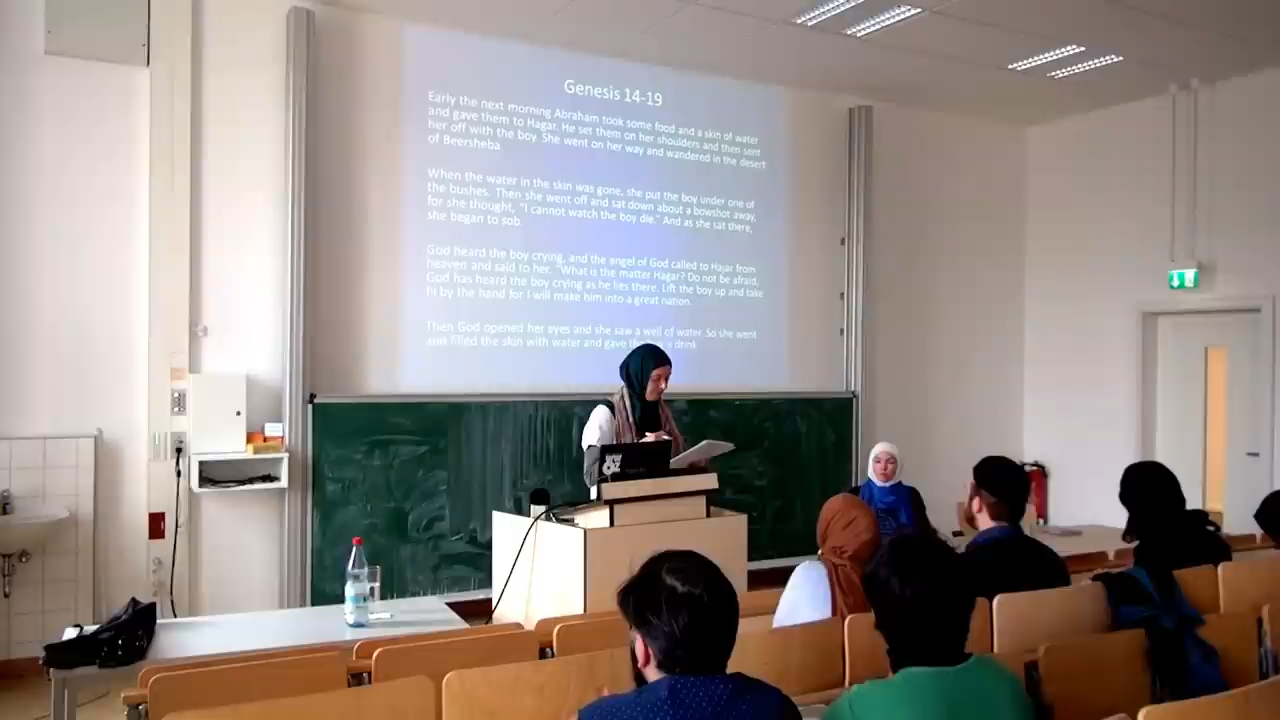 Genesis 14-19
Early the next morning Abraham took some food and a skin of water
and gave them to Hagar. He set them on her shoulders and then sent
her off with the boy. She went on her way and wandered in the desert
of Beersheba
When the water in the skin was gone, she put the boy under one of
the bushes. Then she went off and sat down about a bowshot away,
for she thought, "I cannot watch the boy die." And as she sat there,
she began to sob.
God heard the boy crying, and the angel of God called to Hajar from
heaven and said to her. "What is the matter Hagar? Do not be afraid,
God has heard the boy crying as he lies there. Lift the boy up and take
hi by the hand for I will make him into a great nation.
Then God opened her eyes and she saw a well of water. So she went
and filled the skin with water and gave the a drink